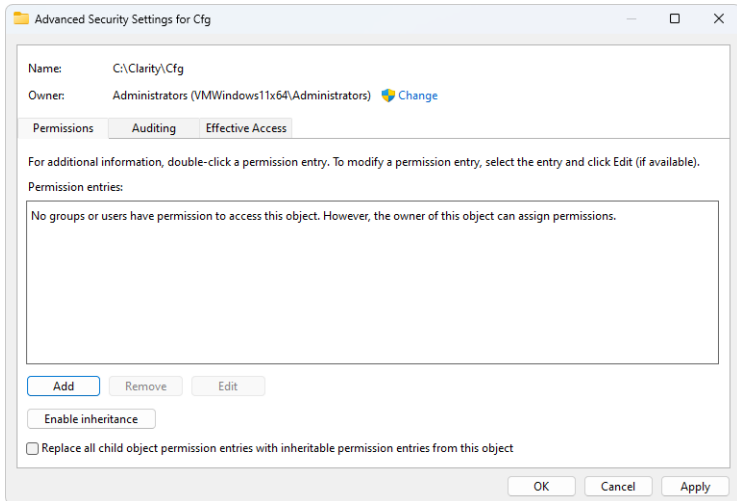 Advanced Security Settings for Cfg
Name: C:\Clarity\Cfg
Owner: Administrators (VMWindows11x64\Administrators) Change
Permissions Auditing Effective Access
For additional information, double-click a permission entry. To modify a permission entry, select the entry and click Edit (if available).
Permission entries:
No groups or users have permission to access this object. However, the owner of this object can assign permissions.
Add Remove Edit
Enable inheritance
Replace all child object permission entries with inheritable permission entries from this object
OK Cancel Apply